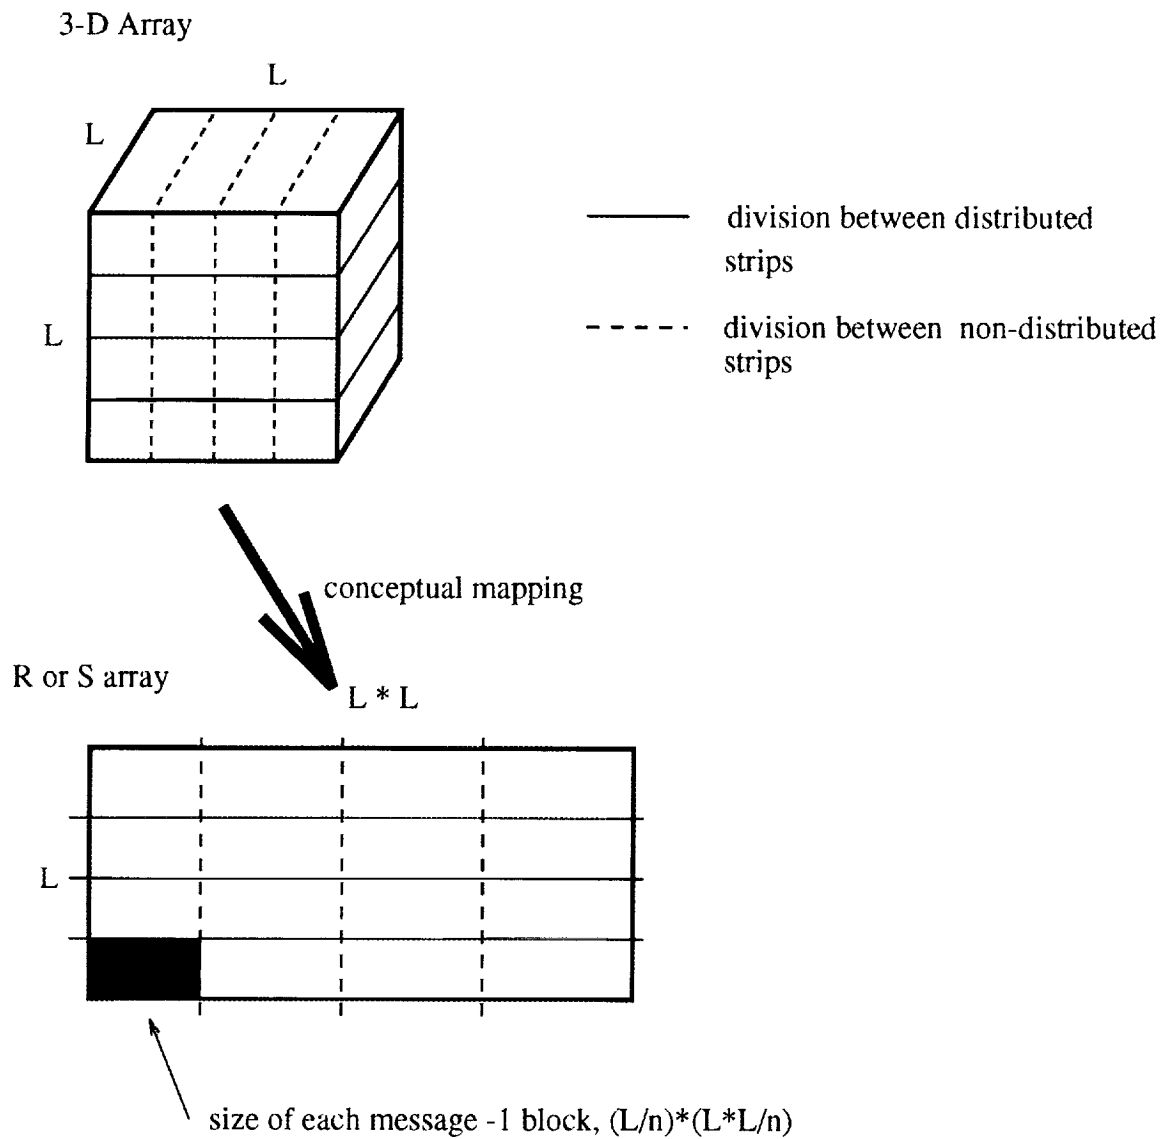 3-D Array
L
L
L
division between distributed
strips
division between non-distributed
strips
conceptual mapping
R or S array
L * L
L
size of each message -1 block, (L/n)*(L*L/n)